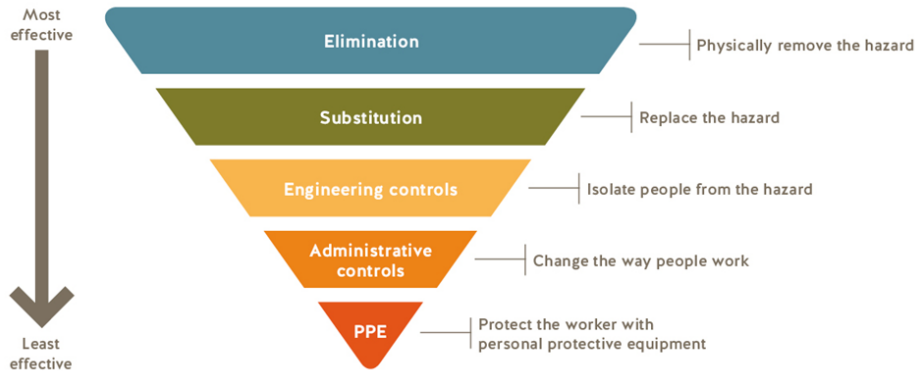 Most
effective
Elimination
Physically remove the hazard
Substitution
Replace the hazard
Engineering controls
Isolate people from the hazard
Administrative
controls
Change the way people work
PPE
Protect the worker with
personal protective equipment
Least
effective